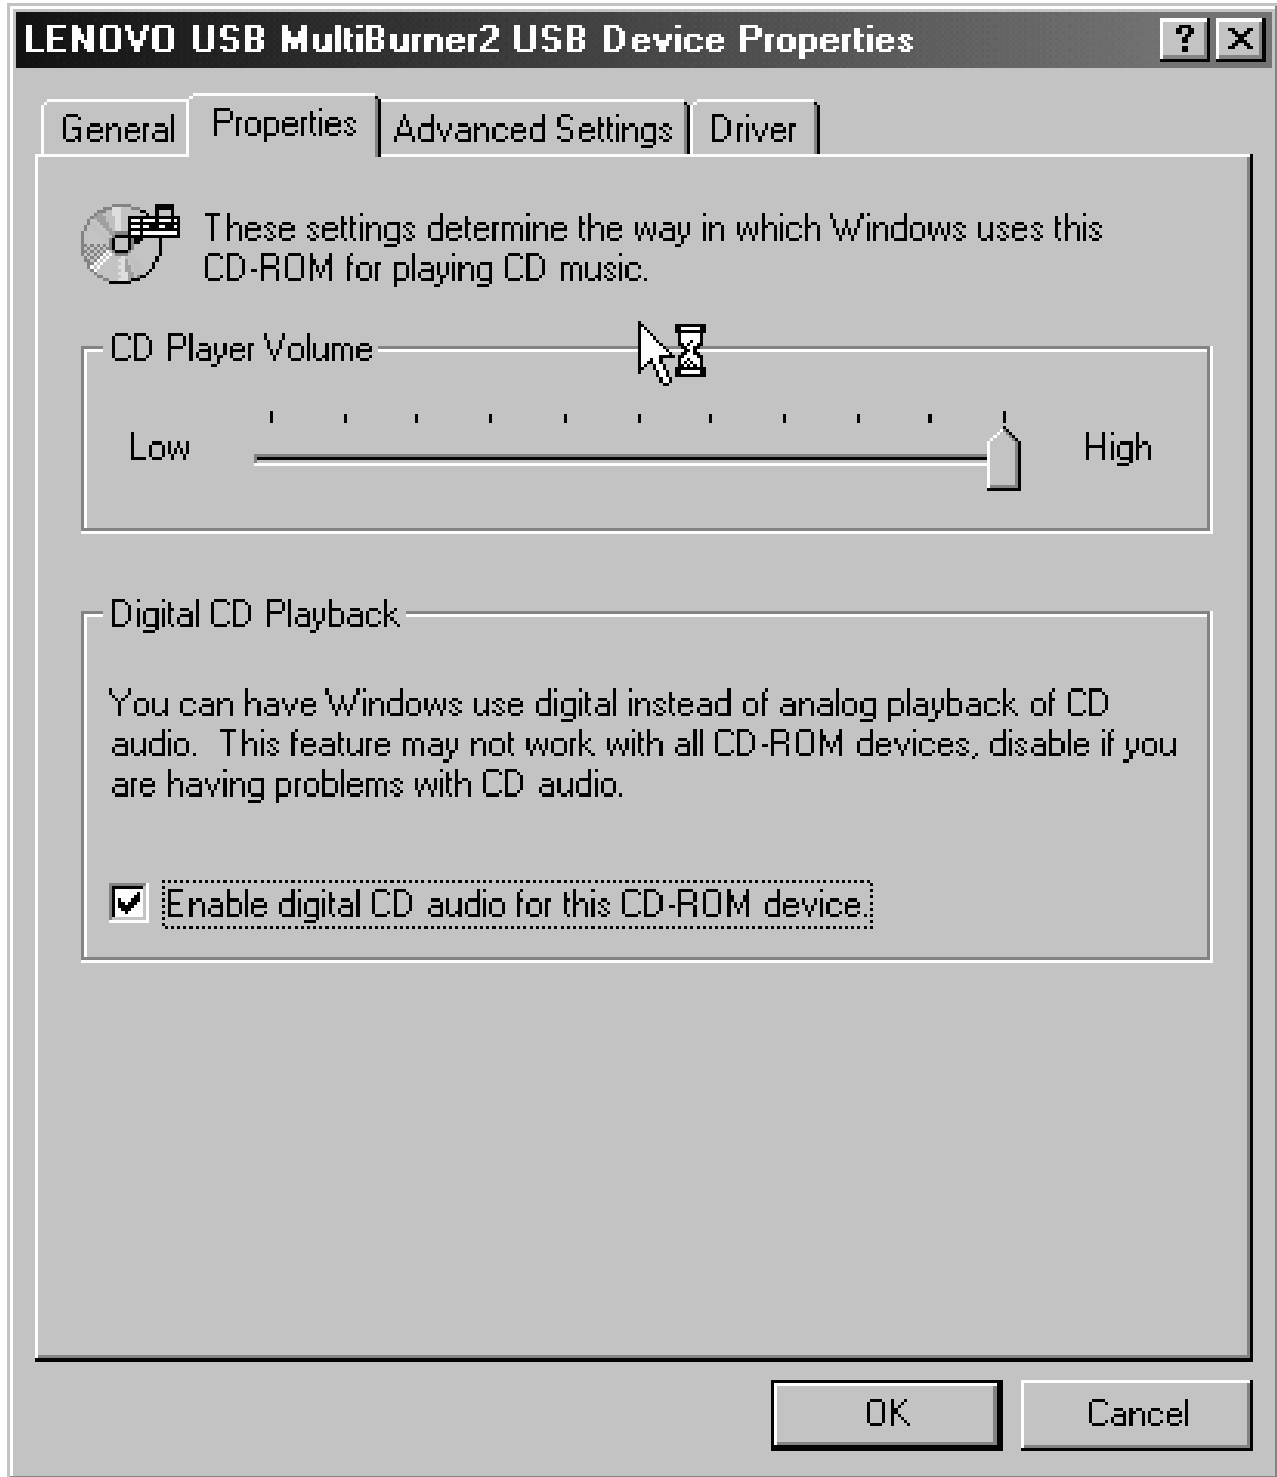 LENOVO USB MultiBurner2 USB Device Properties
General Properties Advanced Settings Driver
These settings determine the way in which Windows uses this
CD-ROM for playing CD music.
CD Player Volume
Low High
Digital CD Playback
You can have Windows use digital instead of analog playback of CD
audio.  This feature may not work with all CD-ROM devices, disable if you
are having problems with CD audio.
Enable digital CD audio for this CD-ROM device.
OK Cancel